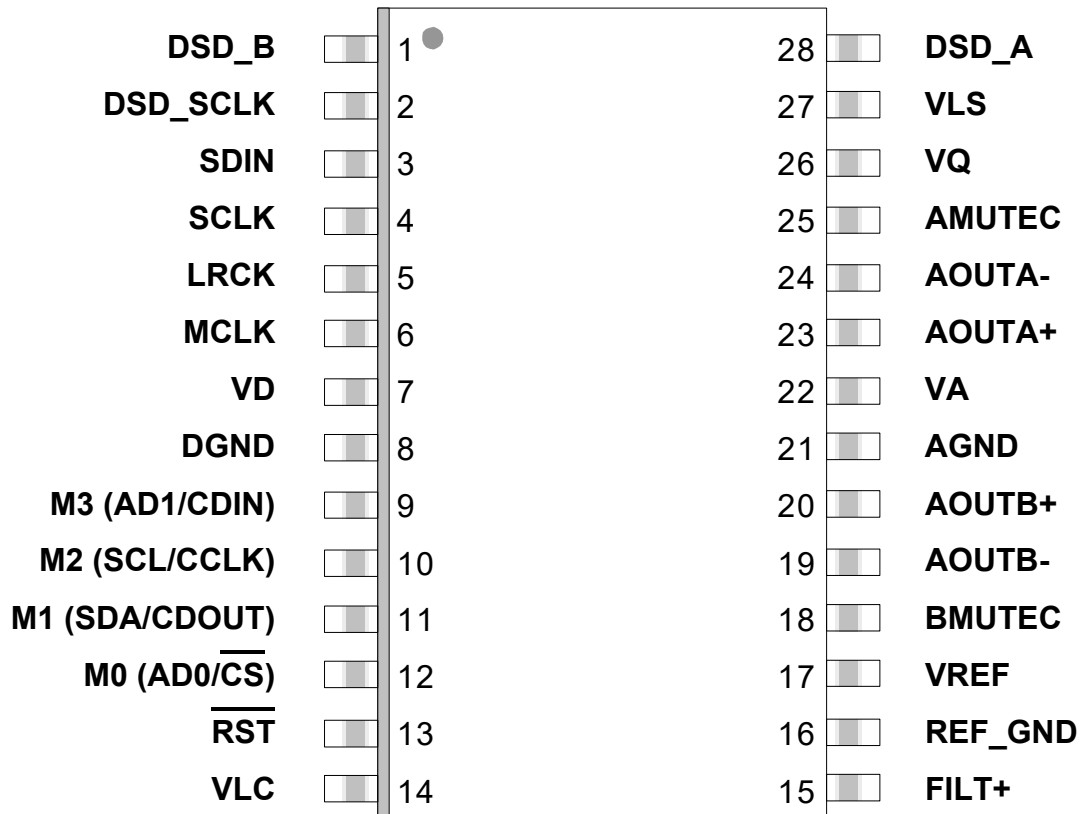 DSD_B 1 28 DSD_A
DSD_SCLK 2 27 VLS
SDIN 3 26 VQ
SCLK 4 25 AMUTEC
LRCK 5 24 AOUTA-
MCLK 6 23 AOUTA+
VD 7 22 VA
DGND 8 21 AGND
M3 (AD1/CDIN) 9 20 AOUTB+
M2 (SCL/CCLK) 10 19 AOUTB-
M1 (SDA/CDOUT) 11 18 BMUTEC
M0 (AD0/C̅S̅) 12 17 VREF
R̅S̅T̅ 13 16 REF_GND
VLC 14 15 FILT+